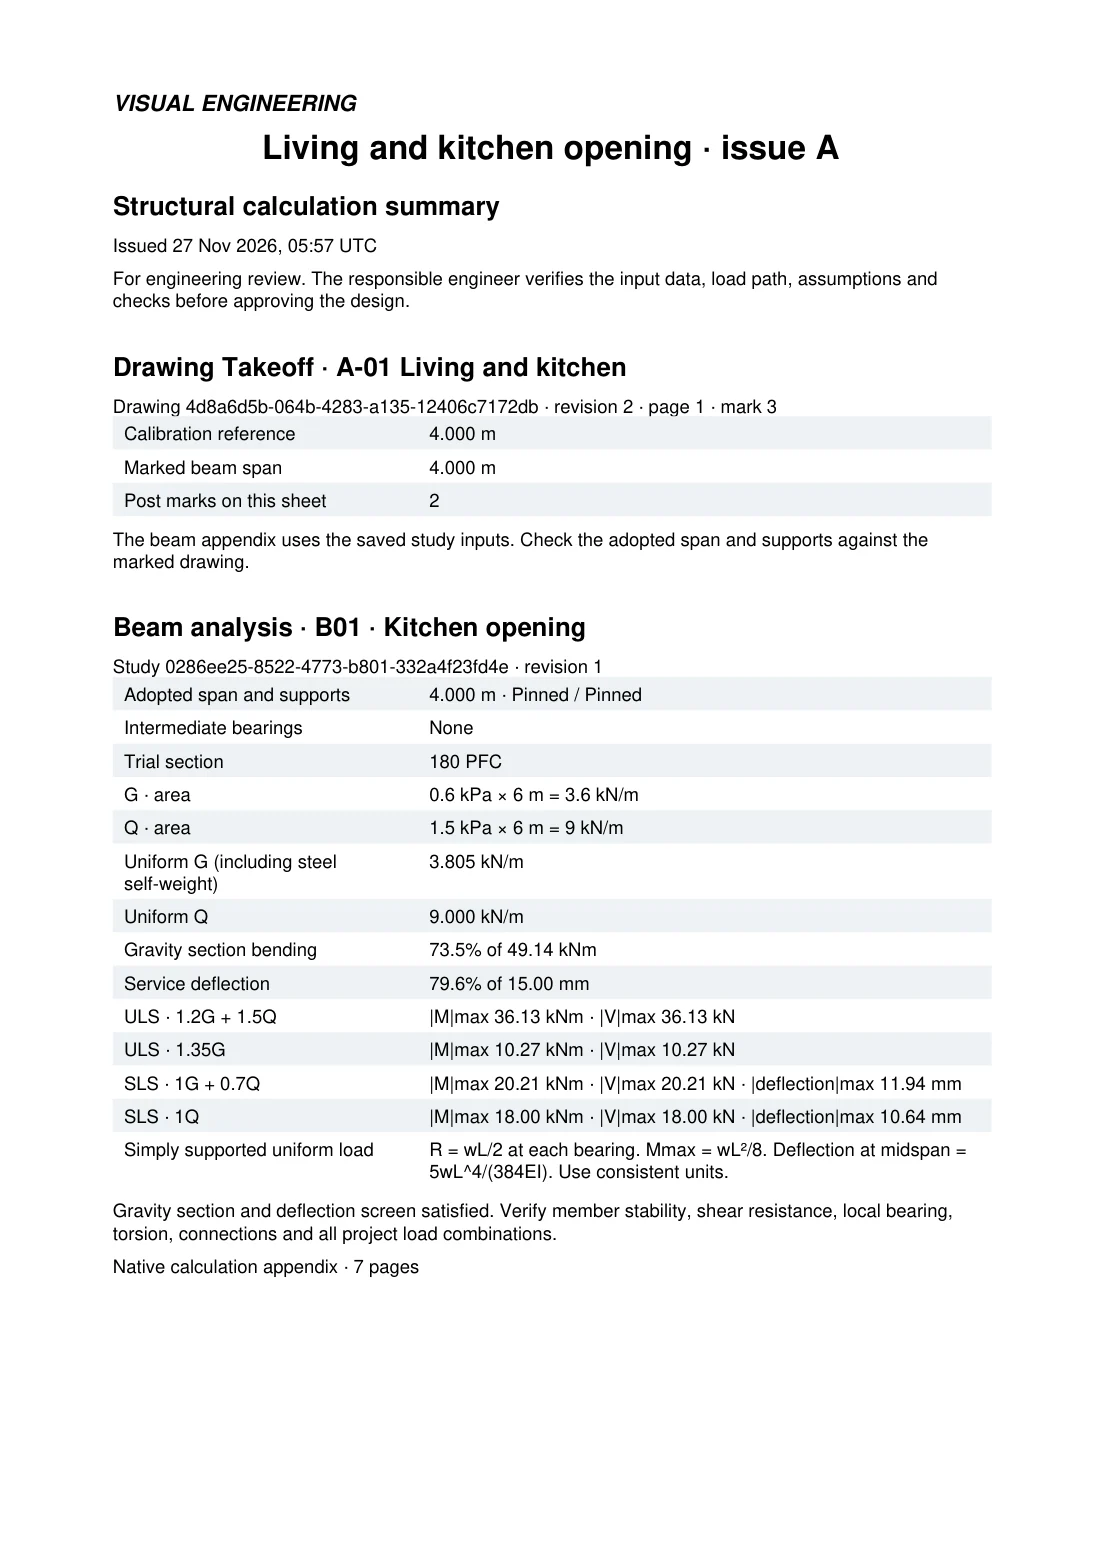 VISUAL ENGINEERING
Living and kitchen opening · issue A
Structural calculation summary
Issued 27 Nov 2026, 05:57 UTC
For engineering review. The responsible engineer verifies the input data, load path, assumptions and
checks before approving the design.
Drawing Takeoff · A-01 Living and kitchen
Drawing 4d8a6d5b-064b-4283-a135-12406c7172db · revision 2 · page 1 · mark 3
Calibration reference 4.000 m
Marked beam span 4.000 m
Post marks on this sheet 2
The beam appendix uses the saved study inputs. Check the adopted span and supports against the
marked drawing.
Beam analysis · B01 · Kitchen opening
Study 0286ee25-8522-4773-b801-332a4f23fd4e · revision 1
Adopted span and supports 4.000 m · Pinned / Pinned
Intermediate bearings None
Trial section 180 PFC
G · area 0.6 kPa × 6 m = 3.6 kN/m
Q · area 1.5 kPa × 6 m = 9 kN/m
Uniform G (including steel 3.805 kN/m
self-weight)
Uniform Q 9.000 kN/m
Gravity section bending 73.5% of 49.14 kNm
Service deflection 79.6% of 15.00 mm
ULS · 1.2G + 1.5Q |M|max 36.13 kNm · |V|max 36.13 kN
ULS · 1.35G |M|max 10.27 kNm · |V|max 10.27 kN
SLS · 1G + 0.7Q |M|max 20.21 kNm · |V|max 20.21 kN · |deflection|max 11.94 mm
SLS · 1Q |M|max 18.00 kNm · |V|max 18.00 kN · |deflection|max 10.64 mm
Simply supported uniform load R = wL/2 at each bearing. Mmax = wL²/8. Deflection at midspan =
5wL^4/(384EI). Use consistent units.
Gravity section and deflection screen satisfied. Verify member stability, shear resistance, local bearing,
torsion, connections and all project load combinations.
Native calculation appendix · 7 pages